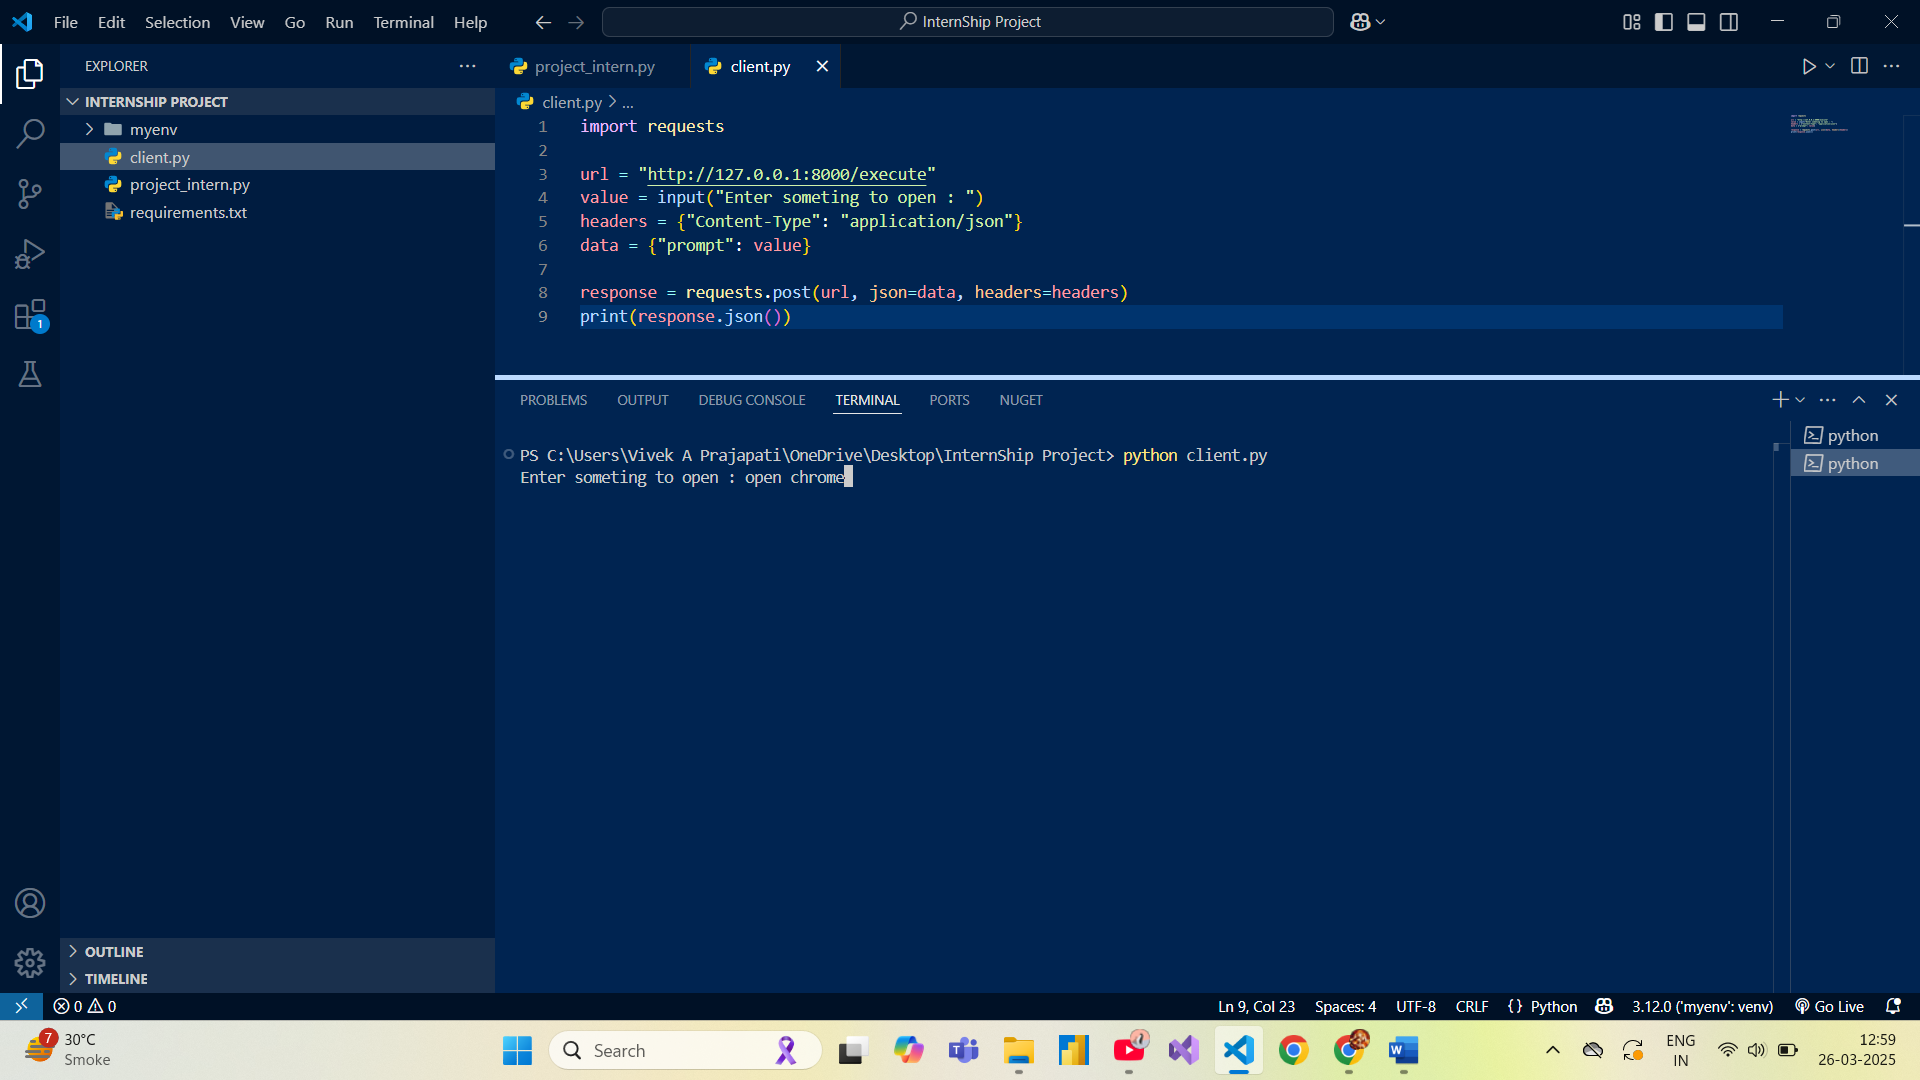 File Edit Selection View Go Run Terminal Help
InternShip Project
EXPLORER
INTERNSHIP PROJECT
myenv
client.py
project_intern.py
requirements.txt
1
OUTLINE
TIMELINE
project_intern.py
client.py
client.py > ...
1 import requests
2
3 url = "http://127.0.0.1:8000/execute"
4 value = input("Enter someting to open : ")
5 headers = {"Content-Type": "application/json"}
6 data = {"prompt": value}
7
8 response = requests.post(url, json=data, headers=headers)
9 print(response.json())
PROBLEMS OUTPUT DEBUG CONSOLE TERMINAL PORTS NUGET
PS C:\Users\Vivek A Prajapati\OneDrive\Desktop\InternShip Project> python client.py
Enter someting to open : open chrome
python
python
0 0
Ln 9, Col 23 Spaces: 4 UTF-8 CRLF {} Python 3.12.0 ('myenv': venv) Go Live
7
30°C
Smoke
Search
ENG
IN
12:59
26-03-2025